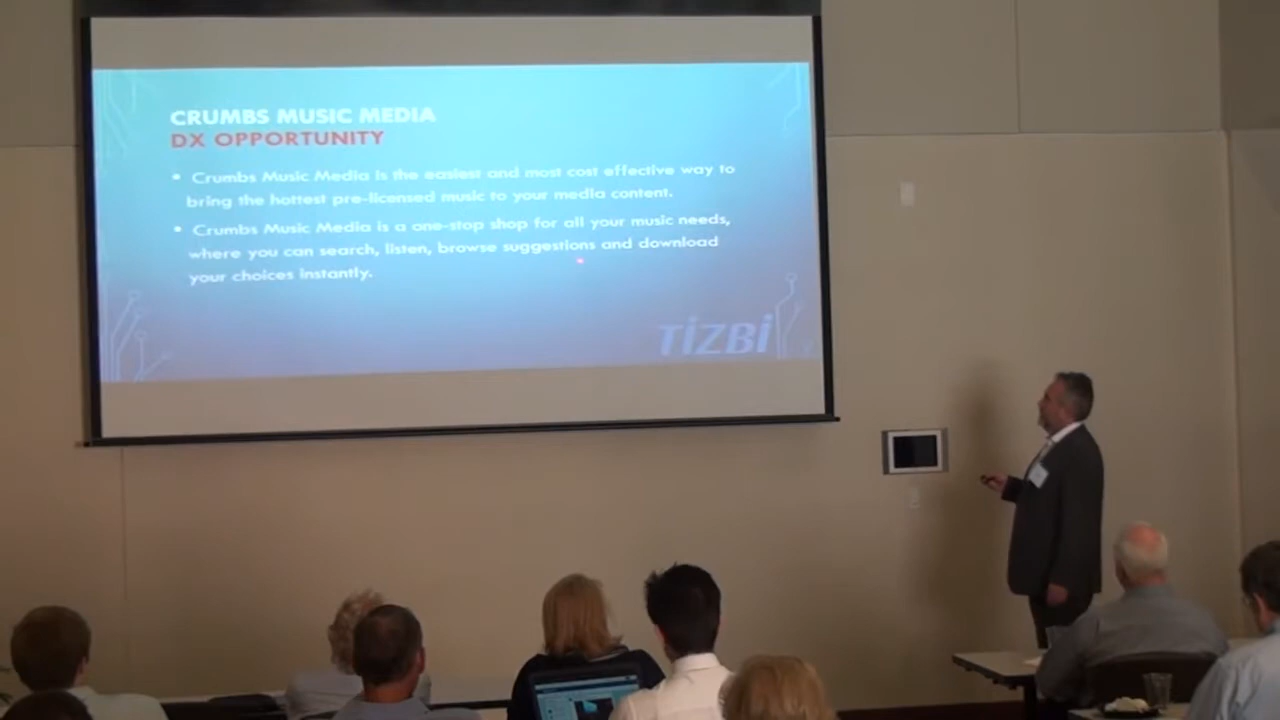 CRUMBS MUSIC MEDIA
DX OPPORTUNITY
• Crumbs Music Media is the easiest and most cost effective way to
bring the hottest pre-licensed music to your media content.
• Crumbs Music Media is a one-stop shop for all your music needs,
where you can search, listen, browse suggestions and download
your choices instantly.
TiZBi